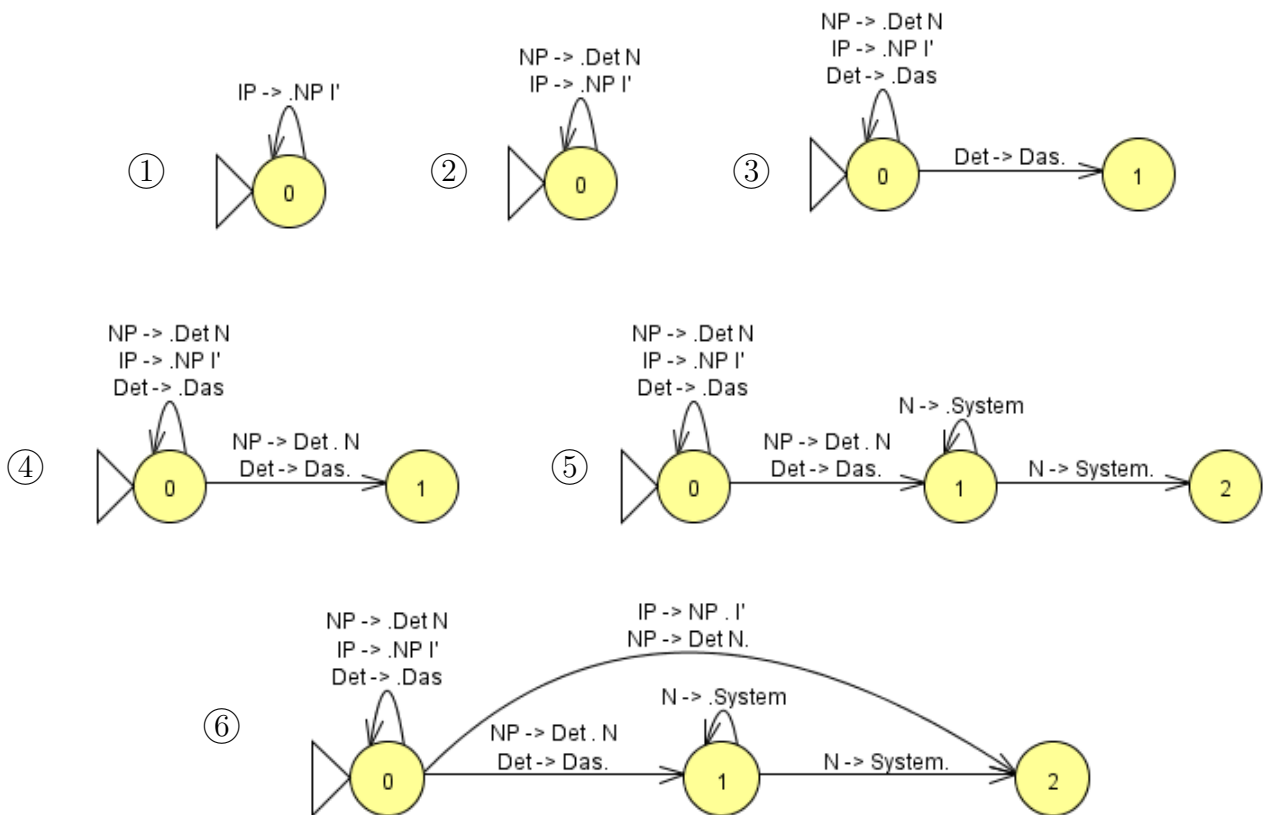 ①
IP -> .NP I'
0
②
NP -> .Det N
IP -> .NP I'
0
③
NP -> .Det N
IP -> .NP I'
Det -> .Das
0
Det -> Das.
1
④
NP -> .Det N
IP -> .NP I'
Det -> .Das
0
NP -> Det . N
Det -> Das.
1
⑤
NP -> .Det N
IP -> .NP I'
Det -> .Das
0
NP -> Det . N
Det -> Das.
N -> .System
1
N -> System.
2
⑥
NP -> .Det N
IP -> .NP I'
Det -> .Das
0
IP -> NP . I'
NP -> Det N.
NP -> Det . N
Det -> Das.
N -> .System
1
N -> System.
2